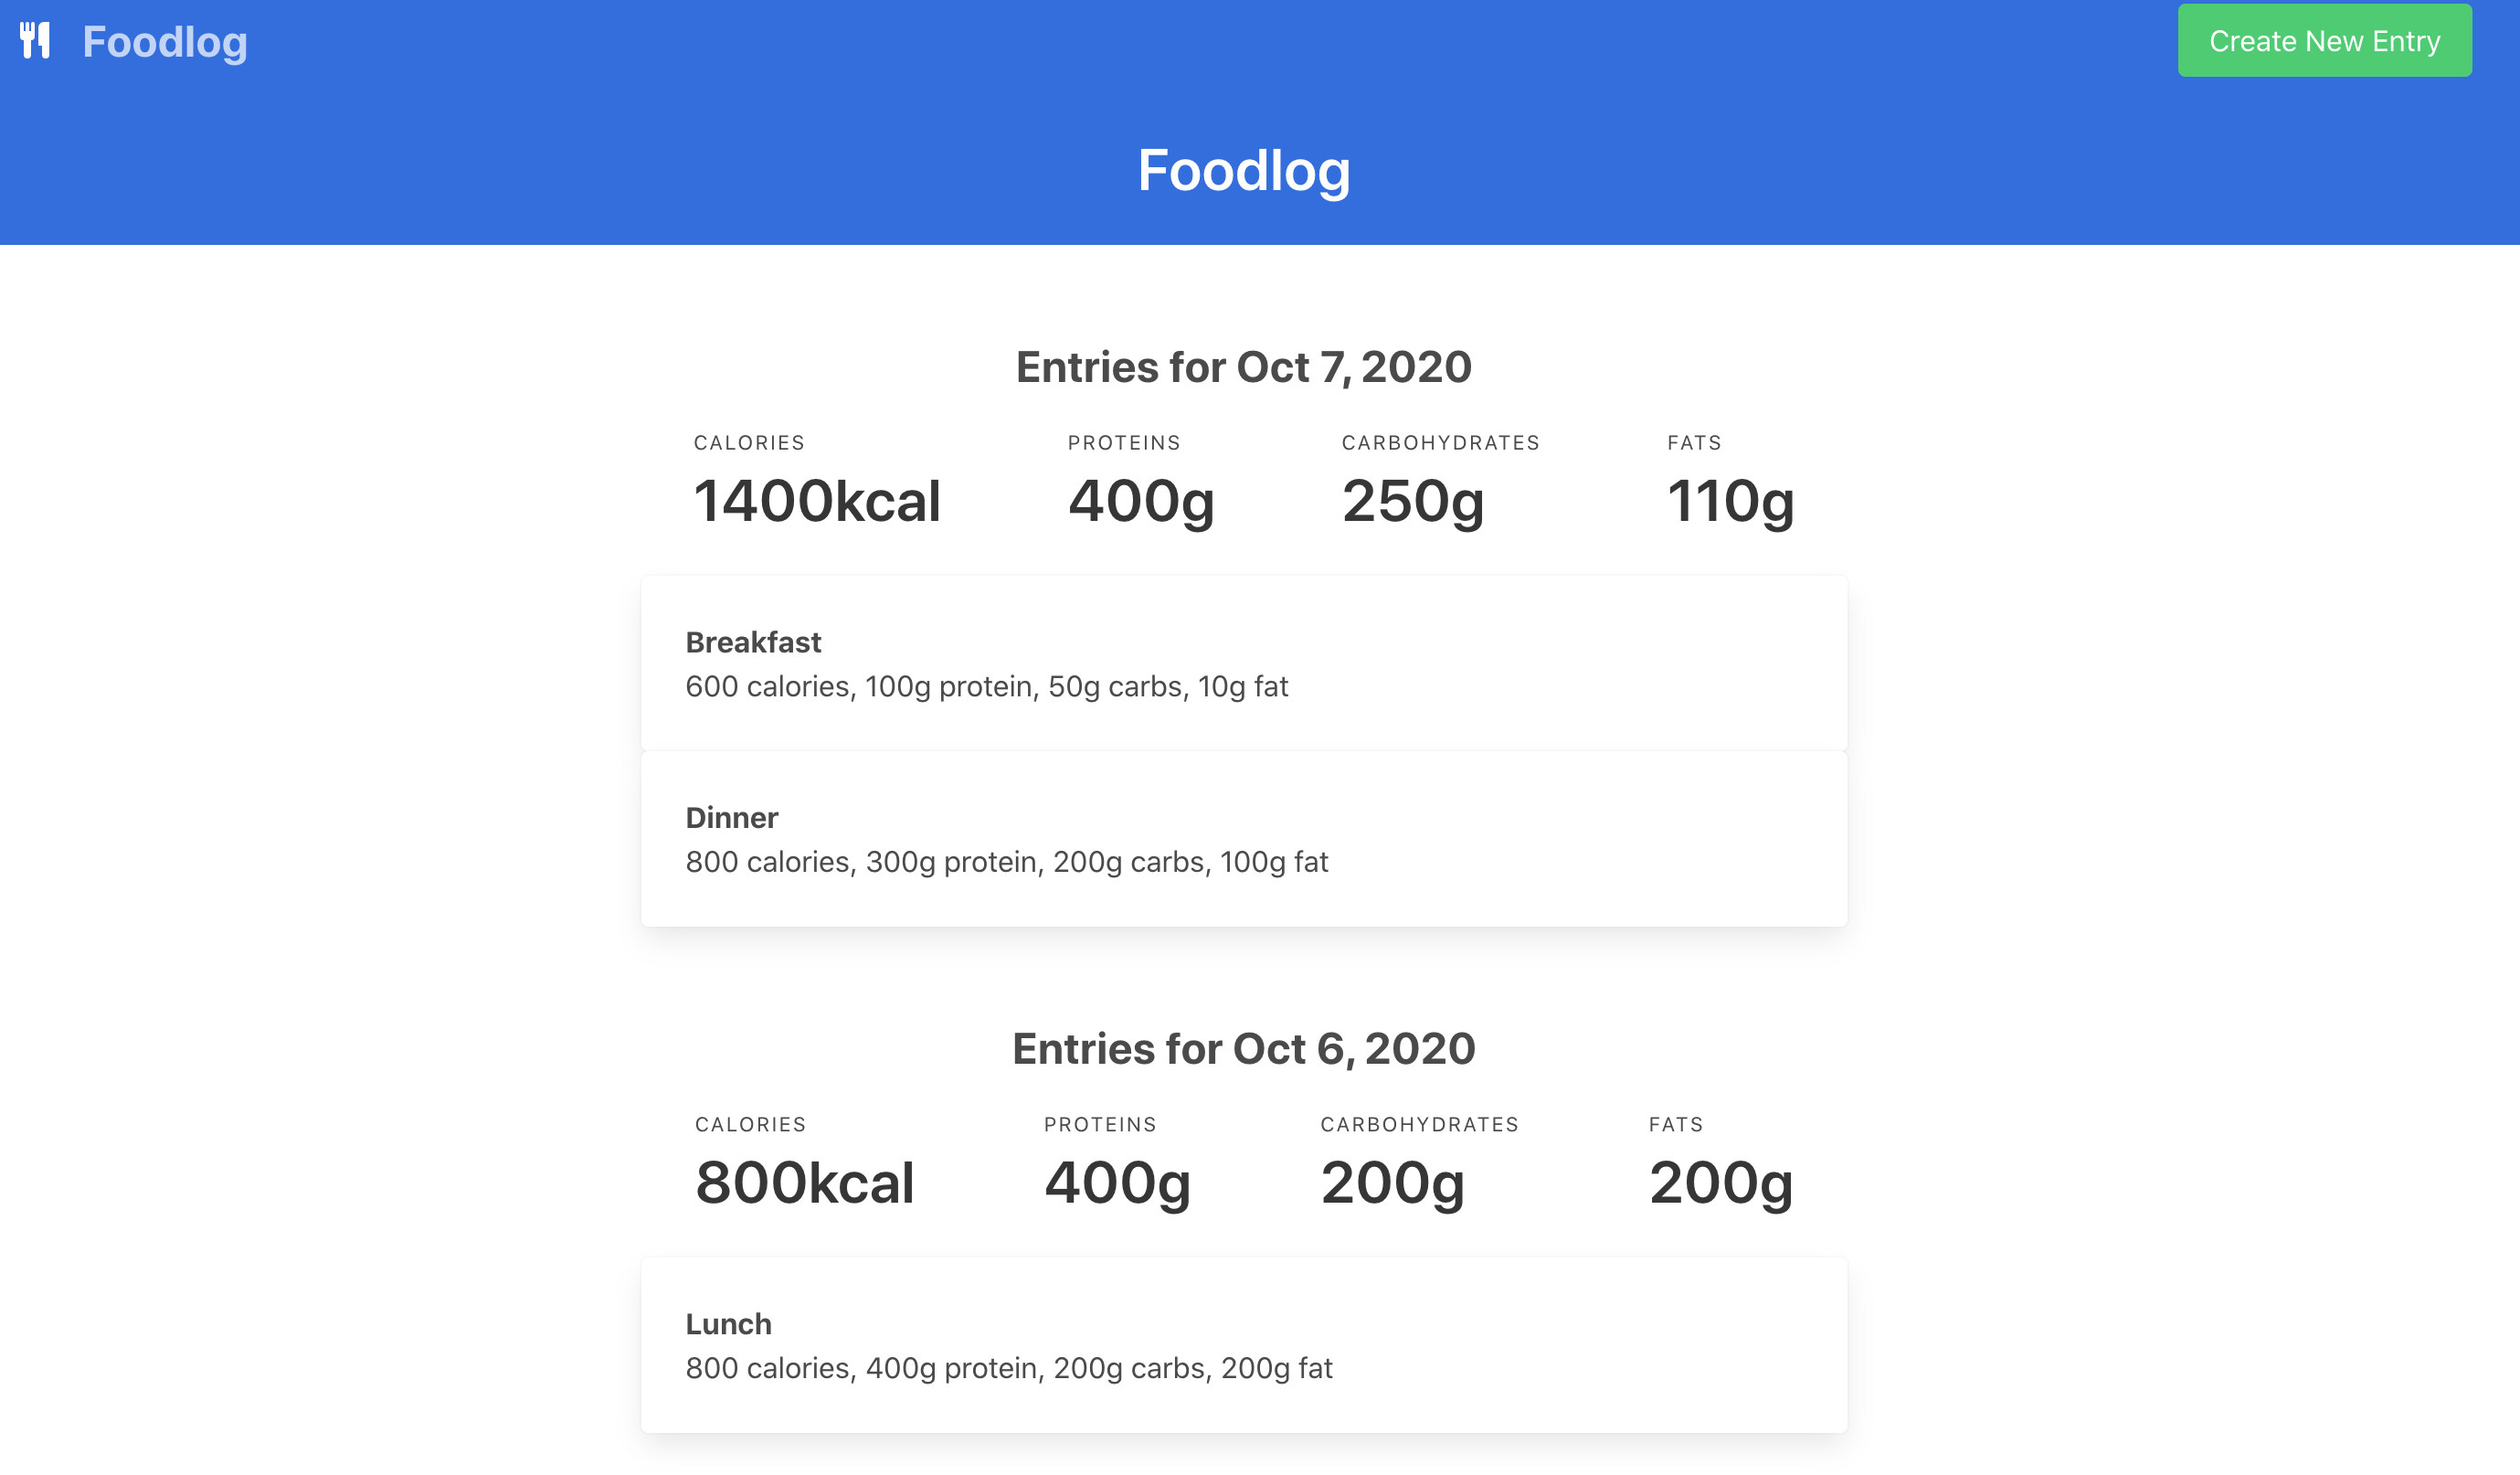 Foodlog
Create New Entry
Foodlog
Entries for Oct 7, 2020
CALORIES PROTEINS CARBOHYDRATES FATS
1400kcal 400g 250g 110g
Breakfast
600 calories, 100g protein, 50g carbs, 10g fat
Dinner
800 calories, 300g protein, 200g carbs, 100g fat
Entries for Oct 6, 2020
CALORIES PROTEINS CARBOHYDRATES FATS
800kcal 400g 200g 200g
Lunch
800 calories, 400g protein, 200g carbs, 200g fat